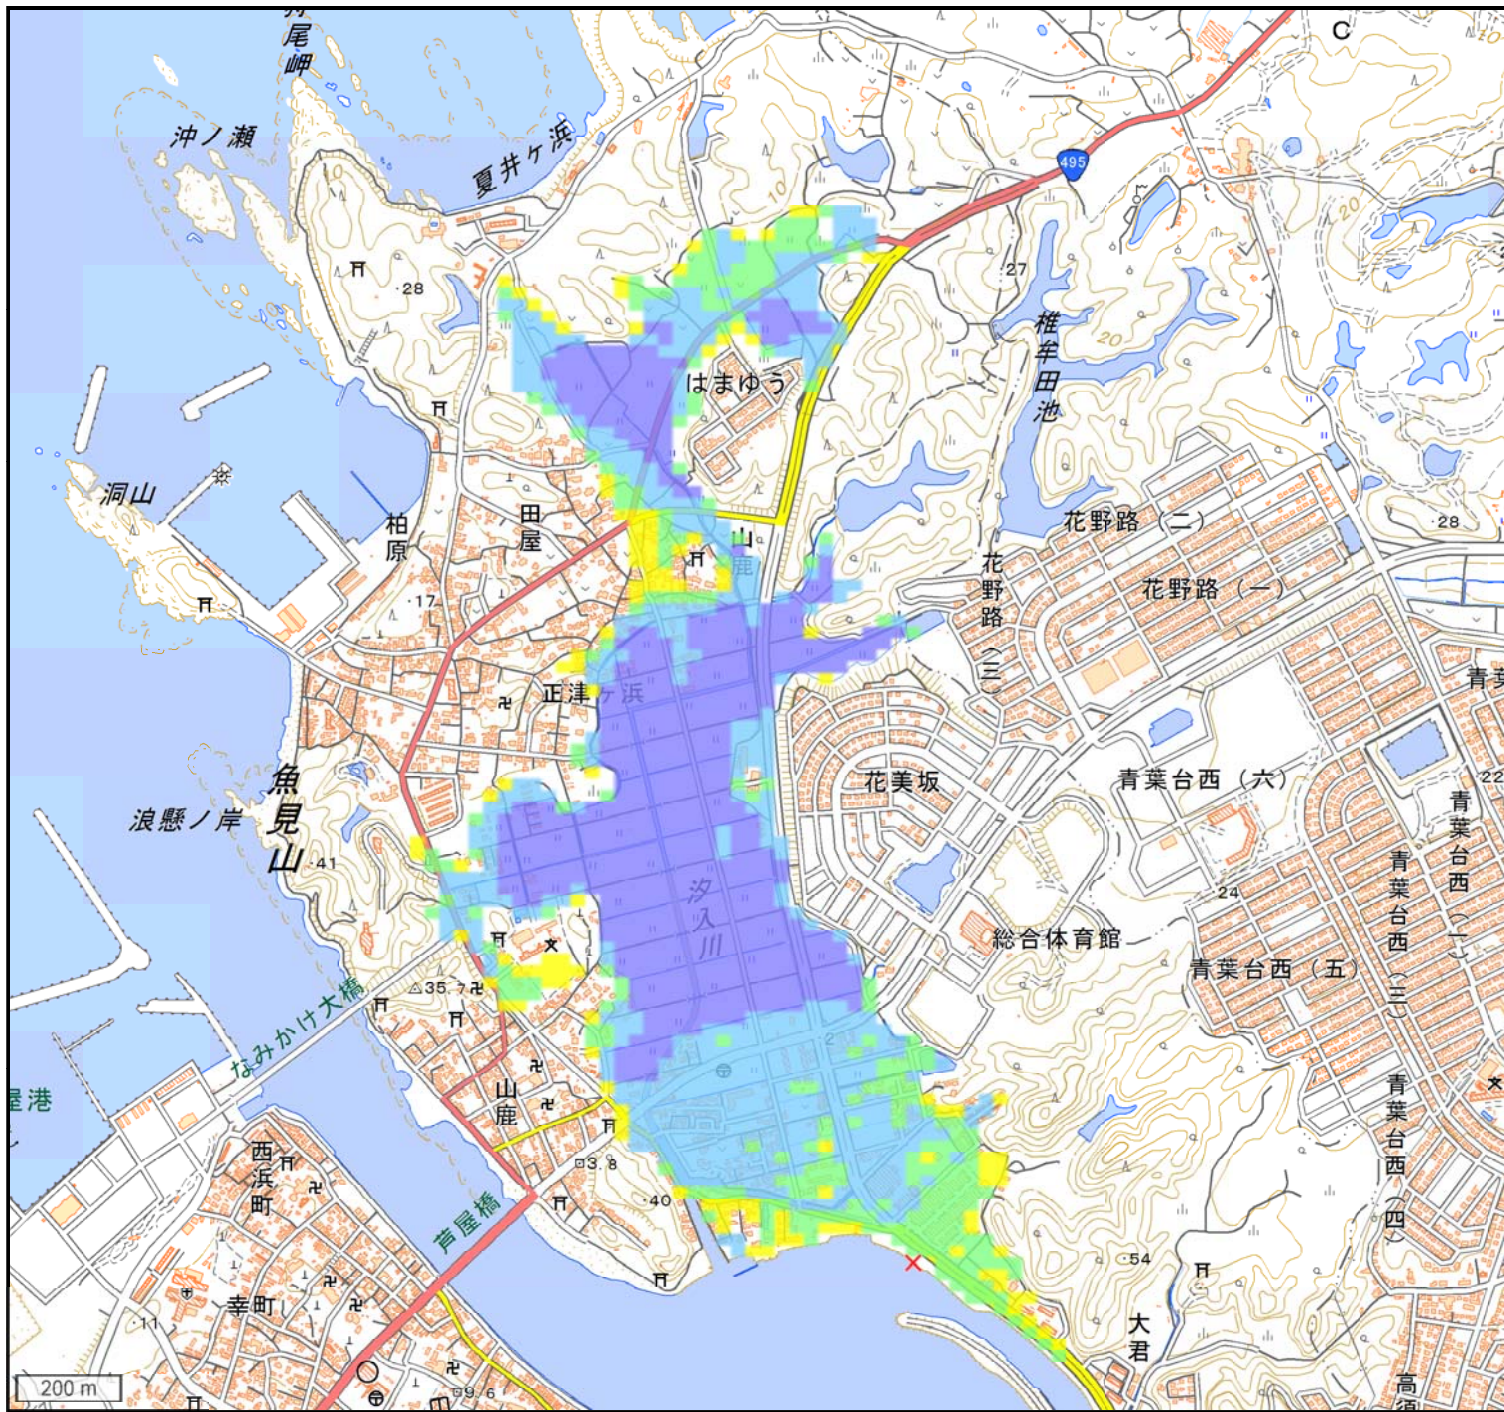 尾岬
C
沖ノ瀬
夏井ヶ浜
495
10
10
20
20
28
27
椎牟田池
はまゆう
洞山
柏原
田屋
山鹿
花野路(二)
28
花野路(一)
花野路(三)
17
正津ヶ浜
魚見山
浪懸ノ岸
花美坂
青葉台西(六)
22
青葉台西(一)
青葉台西(三)
41
汐入川
24
総合体育館
青葉台西(五)
35.7
なみかけ大橋
2
屋港
山鹿
青葉台西(四)
西浜町
3.8
40
芦屋橋
54
幸町
11
大君
200 m
9.6
高須